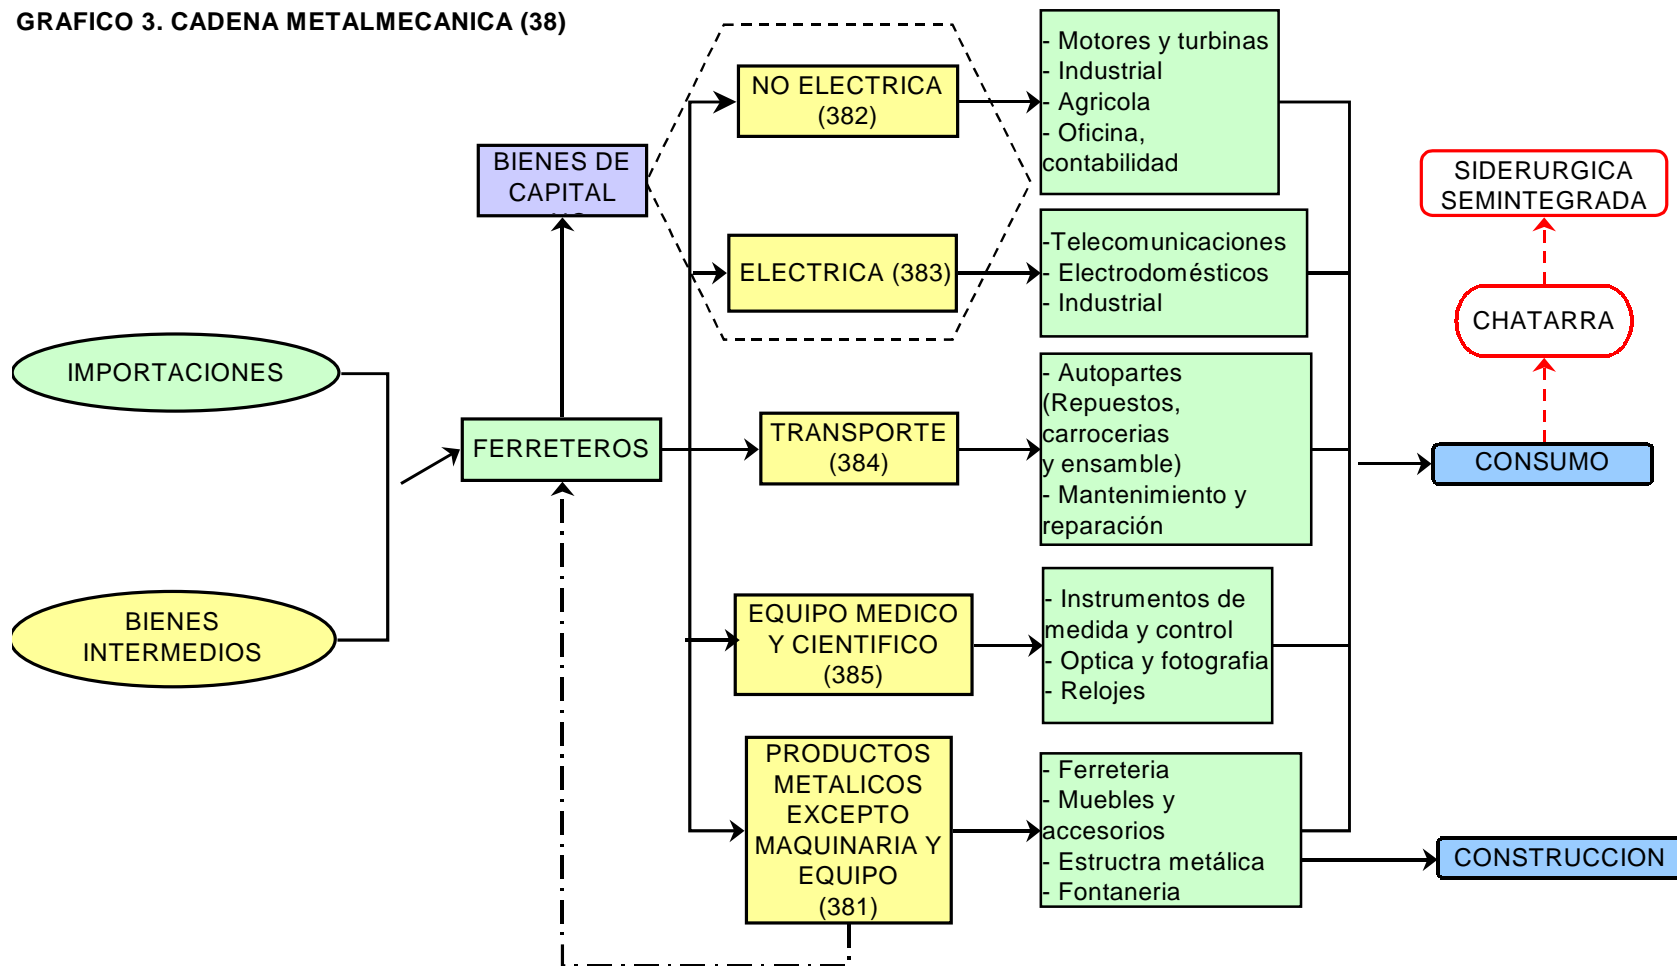 GRAFICO 3. CADENA METALMECANICA (38)
NO ELECTRICA
(382)
- Motores y turbinas
- Industrial
- Agricola
- Oficina,
contabilidad
BIENES DE
CAPITAL
SIDERURGICA
SEMINTEGRADA
ELECTRICA (383)
-Telecomunicaciones
- Electrodomésticos
- Industrial
CHATARRA
IMPORTACIONES
FERRETEROS
TRANSPORTE
(384)
- Autopartes
(Repuestos,
carrocerias
y ensamble)
- Mantenimiento y
reparación
CONSUMO
BIENES
INTERMEDIOS
EQUIPO MEDICO
Y CIENTIFICO
(385)
- Instrumentos de
medida y control
- Optica y fotografia
- Relojes
PRODUCTOS
METALICOS
EXCEPTO
MAQUINARIA Y
EQUIPO
(381)
- Ferreteria
- Muebles y
accesorios
- Estructra metálica
- Fontaneria
CONSTRUCCION